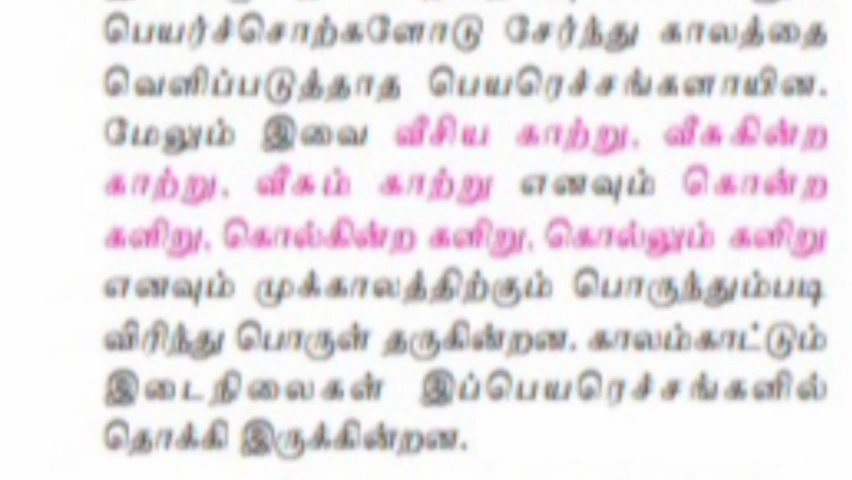 பெயர்ச்சொற்களோடு சேர்ந்து காலத்தை
வெளிப்படுத்தாத பெயரெச்சங்களாயின.
மேலும் இவை வீசிய காற்று, வீசுகின்ற
காற்று, வீசும் காற்று எனவும் கொன்ற
களிறு, கொல்கின்ற களிறு, கொல்லும் களிறு
எனவும் முக்காலத்திற்கும் பொருந்தும்படி
விரிந்து பொருள் தருகின்றன. காலம்காட்டும்
இடைநிலைகள் இப்பெயரெச்சங்களில்
தொக்கி இருக்கின்றன.